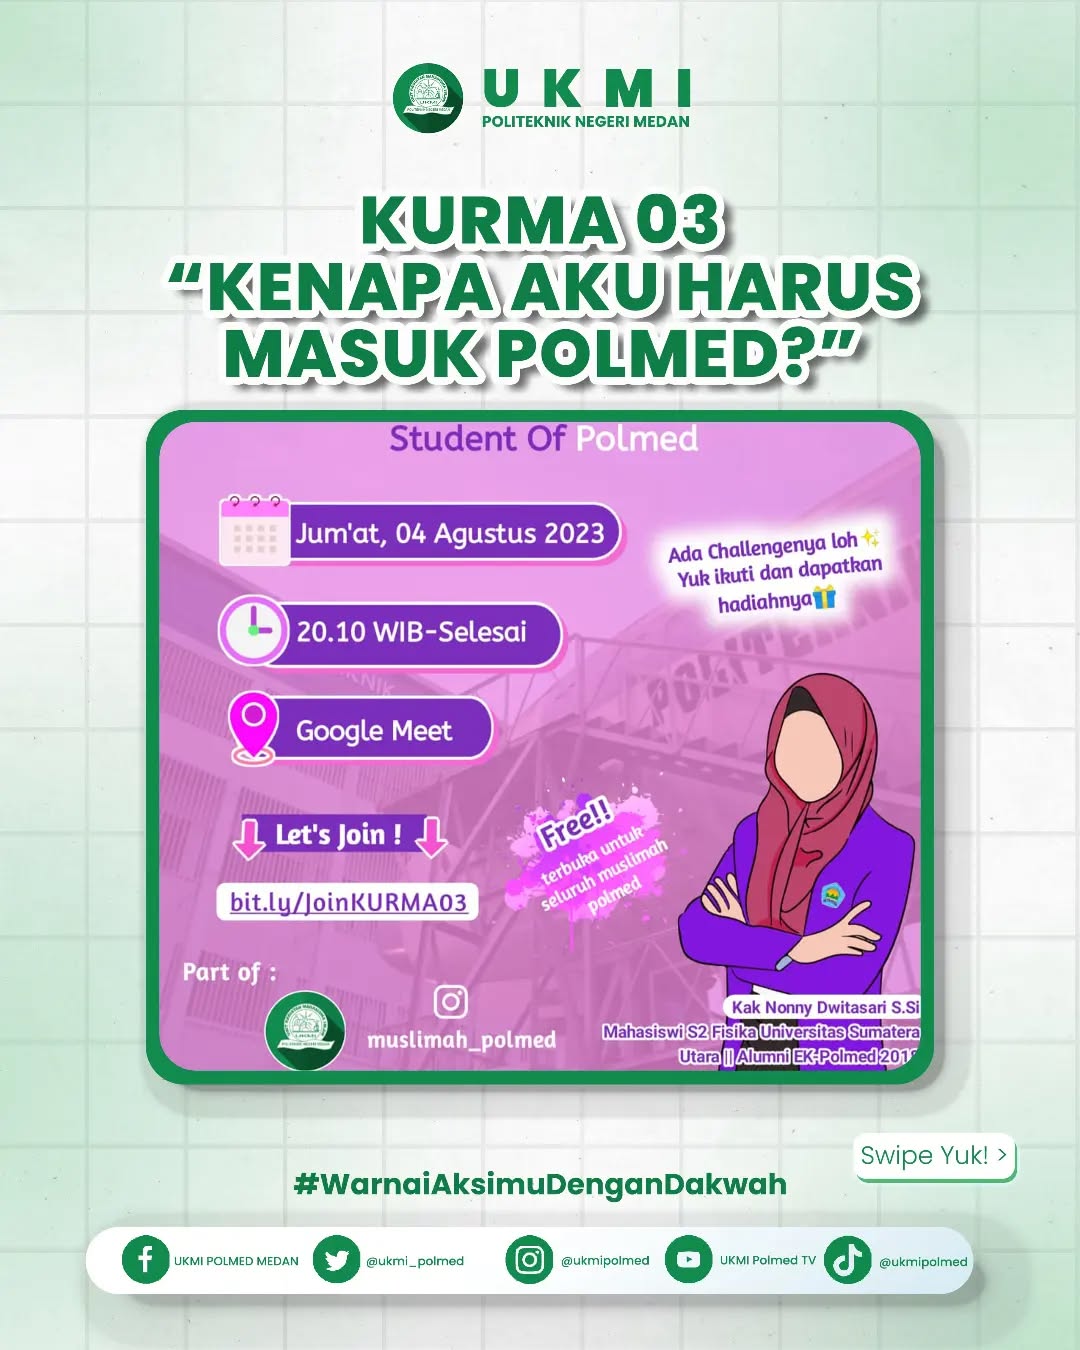 UKMI
POLITEKNIK NEGERI MEDAN
KURMA 03
“KENAPA AKU HARUS
MASUK POLMED?”
Student Of Polmed
Jum'at, 04 Agustus 2023
20.10 WIB-Selesai
Google Meet
Ada Challengenya loh✨
Yuk ikuti dan dapatkan
hadiahnya🎁
POLITEKNIK
Let's Join !
bit.ly/JoinKURMA03
Free!!
terbuka untuk
seluruh muslimah
polmed
Part of :
muslimah_polmed
Kak Nonny Dwitasari S.Si
Mahasiswi S2 Fisika Universitas Sumatera
Utara || Alumni EK-Polmed 201
Swipe Yuk! >
#WarnaiAksimuDenganDakwah
UKMI POLMED MEDAN
@ukmi_polmed
@ukmipolmed
UKMI Polmed TV
@ukmipolmed